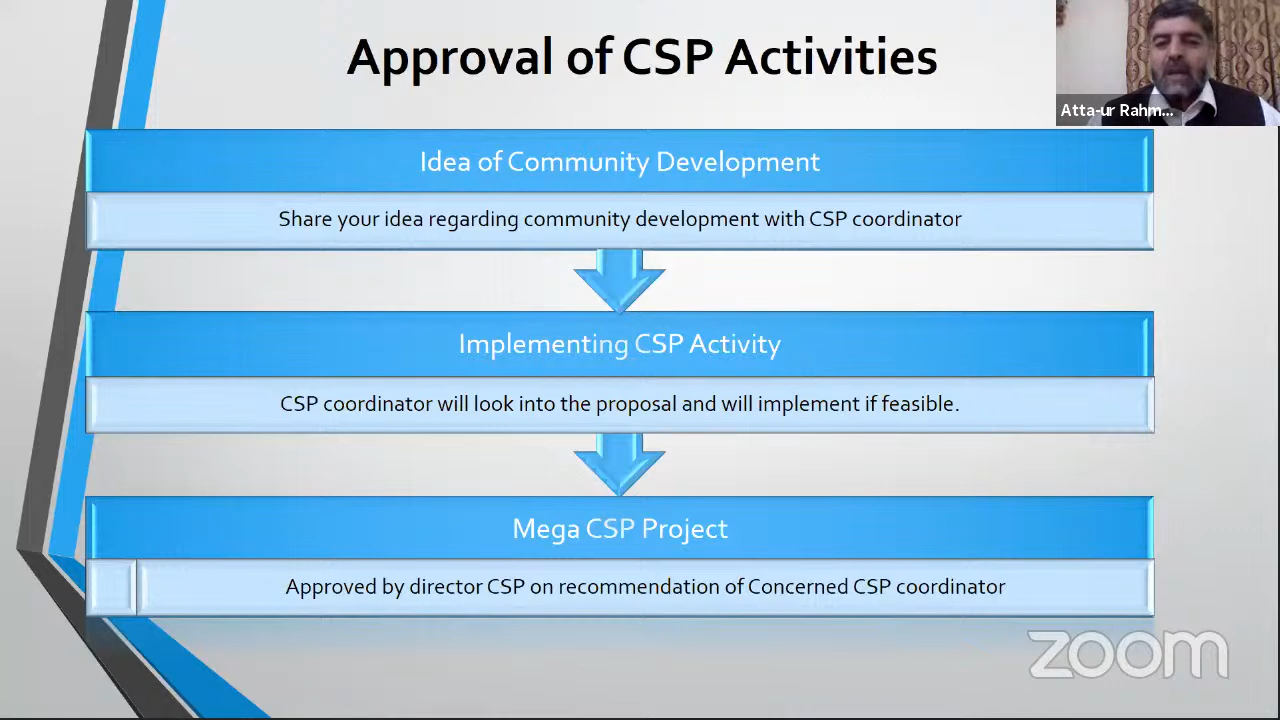 Approval of CSP Activities
Atta-ur Rahm...
Idea of Community Development
Share your idea regarding community development with CSP coordinator
Implementing CSP Activity
CSP coordinator will look into the proposal and will implement if feasible.
Mega CSP Project
Approved by director CSP on recommendation of Concerned CSP coordinator
zoom